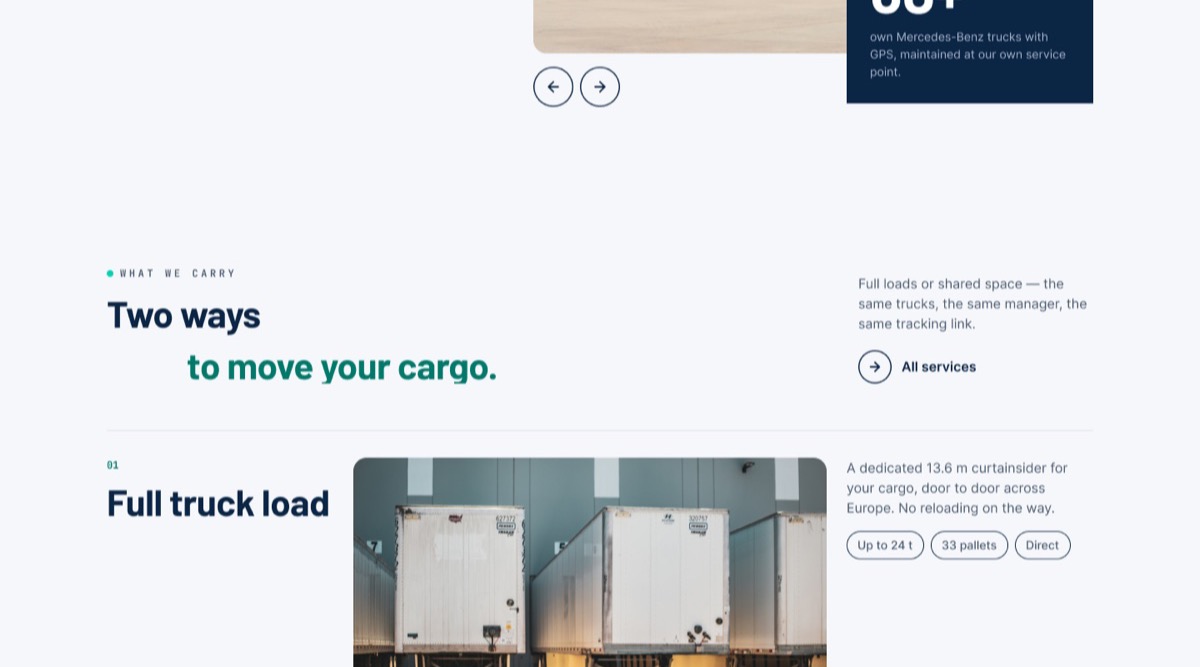 own Mercedes-Benz trucks with
GPS, maintained at our own service
point.
WHAT WE CARRY
Two ways
to move your cargo.
Full loads or shared space — the
same trucks, the same manager, the
same tracking link.
All services
01
Full truck load
A dedicated 13.6 m curtainsider for
your cargo, door to door across
Europe. No reloading on the way.
Up to 24 t
33 pallets
Direct